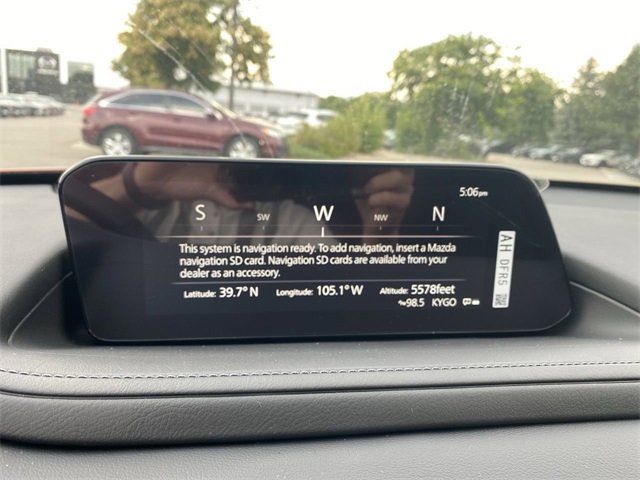 5:06pm
S SW W NW N
This system is navigation ready. To add navigation, insert a Mazda
navigation SD card. Navigation SD cards are available from your
dealer as an accessory.
Latitude: 39.7° N Longitude: 105.1° W Altitude: 5578feet
98.5 KYGO
AH DFR5